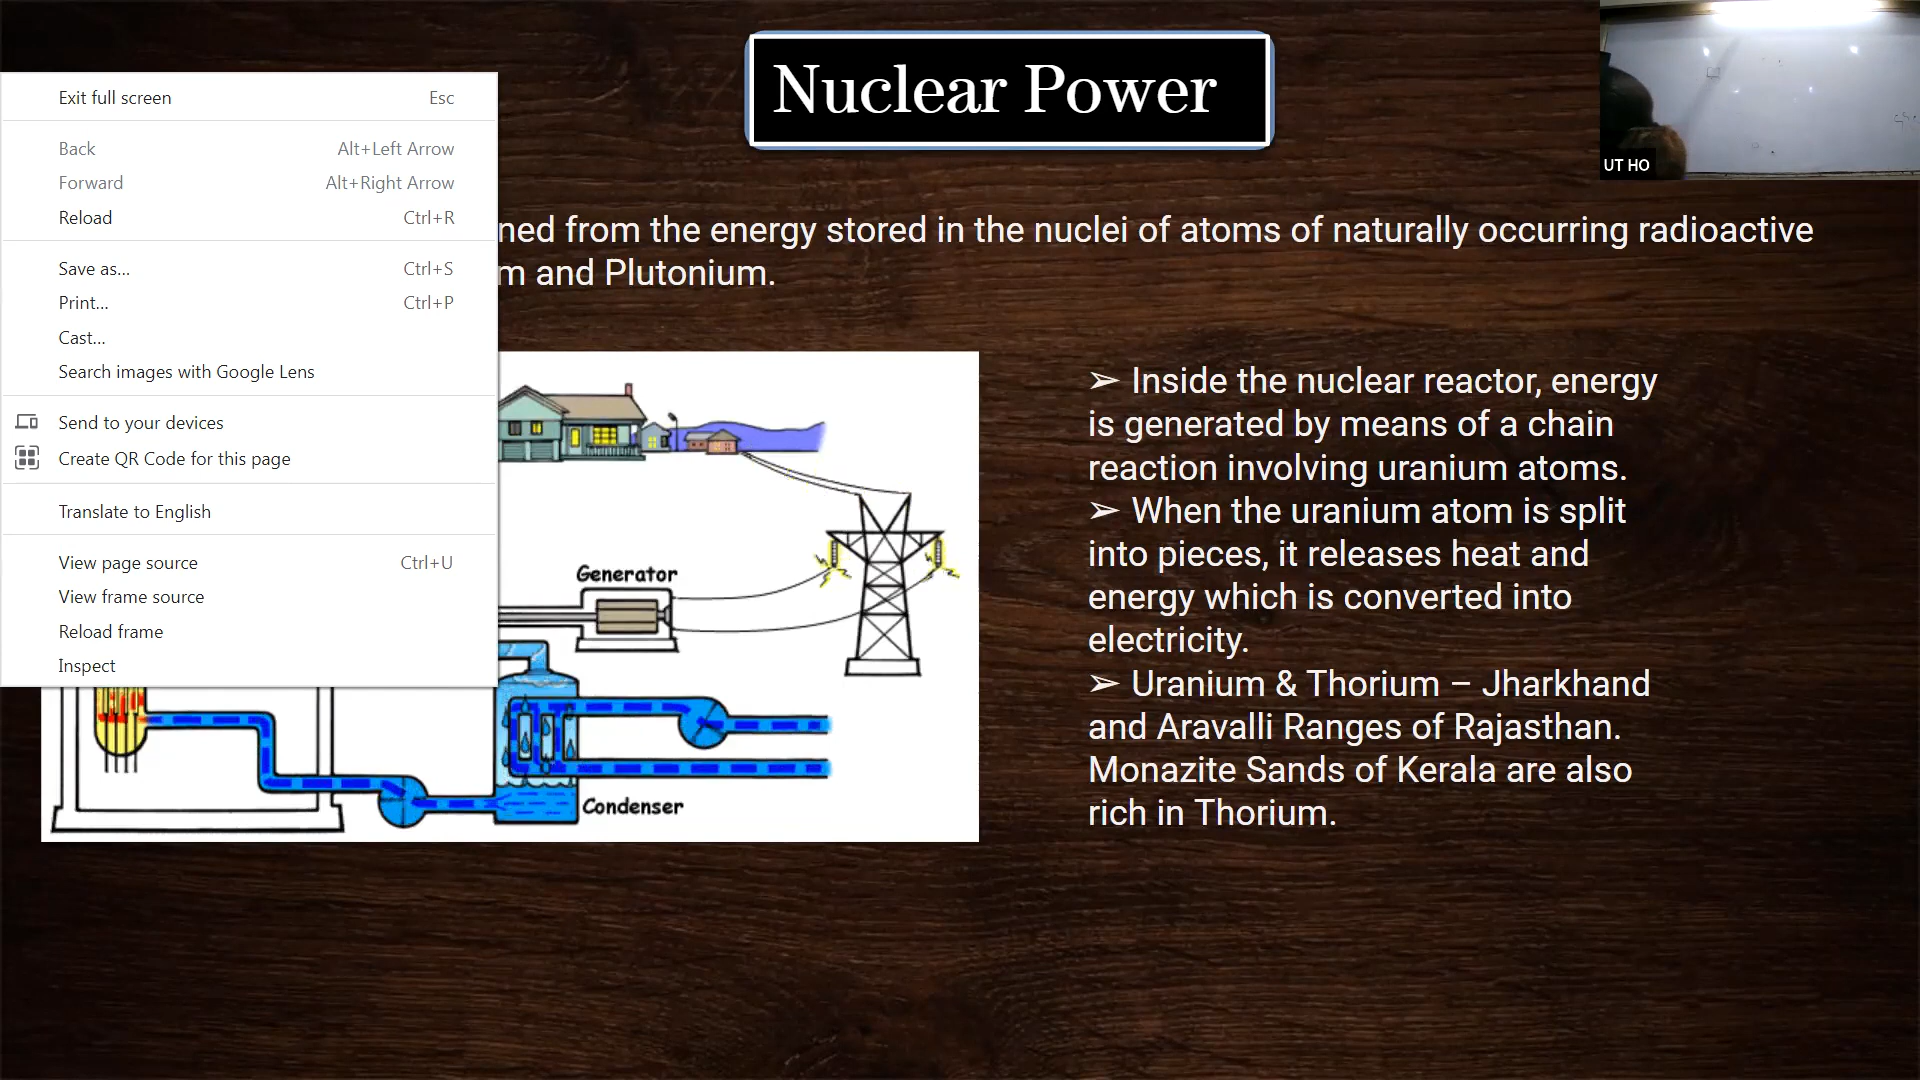 Nuclear Power
UT HO
Exit full screen Esc
Back Alt+Left Arrow
Forward Alt+Right Arrow
Reload Ctrl+R
Save as... Ctrl+S
Print... Ctrl+P
Cast...
Search images with Google Lens
Send to your devices
Create QR Code for this page
Translate to English
View page source Ctrl+U
View frame source
Reload frame
Inspect
ned from the energy stored in the nuclei of atoms of naturally occurring radioactive
m and Plutonium.
Generator
Condenser
➢ Inside the nuclear reactor, energy
is generated by means of a chain
reaction involving uranium atoms.
➢ When the uranium atom is split
into pieces, it releases heat and
energy which is converted into
electricity.
➢ Uranium & Thorium – Jharkhand
and Aravalli Ranges of Rajasthan.
Monazite Sands of Kerala are also
rich in Thorium.